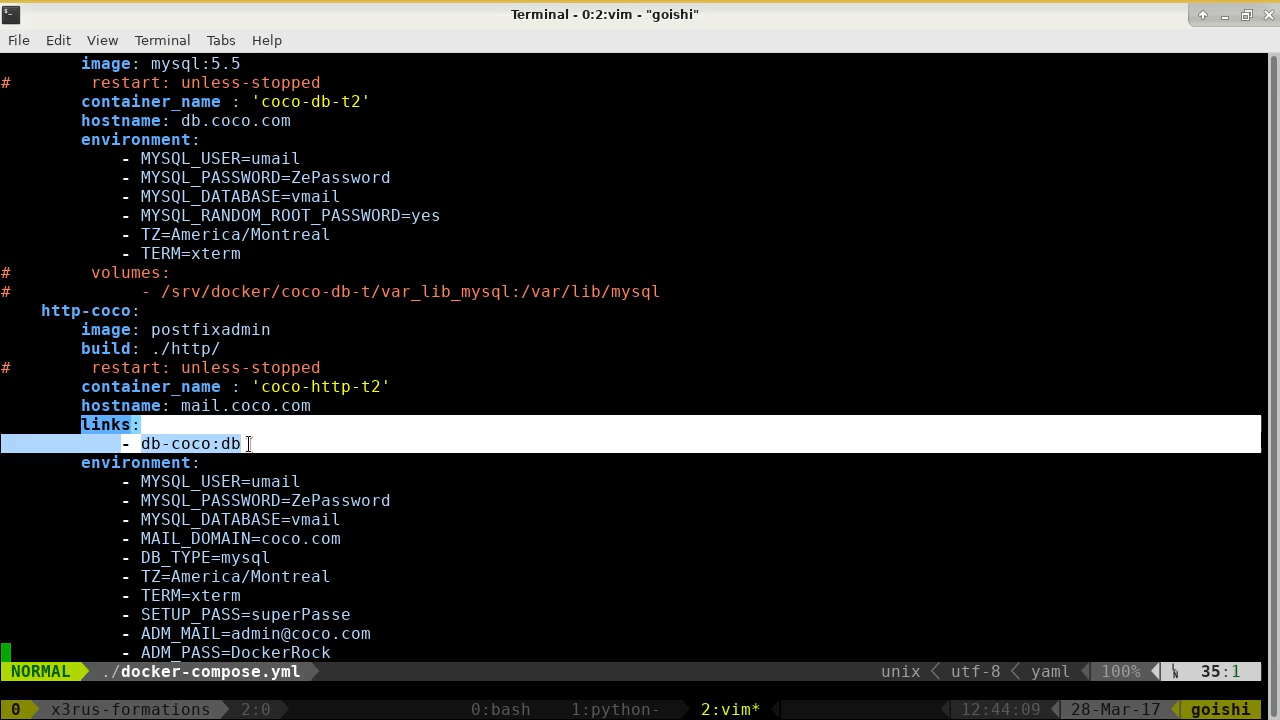 Terminal - 0:2:vim - "goishi"
File Edit View Terminal Tabs Help
        image: mysql:5.5
#        restart: unless-stopped
        container_name : 'coco-db-t2'
        hostname: db.coco.com
        environment:
            - MYSQL_USER=umail
            - MYSQL_PASSWORD=ZePassword
            - MYSQL_DATABASE=vmail
            - MYSQL_RANDOM_ROOT_PASSWORD=yes
            - TZ=America/Montreal
            - TERM=xterm
#        volumes:
#             - /srv/docker/coco-db-t/var_lib_mysql:/var/lib/mysql
    http-coco:
        image: postfixadmin
        build: ./http/
#        restart: unless-stopped
        container_name : 'coco-http-t2'
        hostname: mail.coco.com
        links:
            - db-coco:db
        environment:
            - MYSQL_USER=umail
            - MYSQL_PASSWORD=ZePassword
            - MYSQL_DATABASE=vmail
            - MAIL_DOMAIN=coco.com
            - DB_TYPE=mysql
            - TZ=America/Montreal
            - TERM=xterm
            - SETUP_PASS=superPasse
            - ADM_MAIL=admin@coco.com
            - ADM_PASS=DockerRock
NORMAL ./docker-compose.yml unix utf-8 yaml 100% 35:1
0 x3rus-formations 2:0 0:bash 1:python- 2:vim* 12:44:09 28-Mar-17 goishi